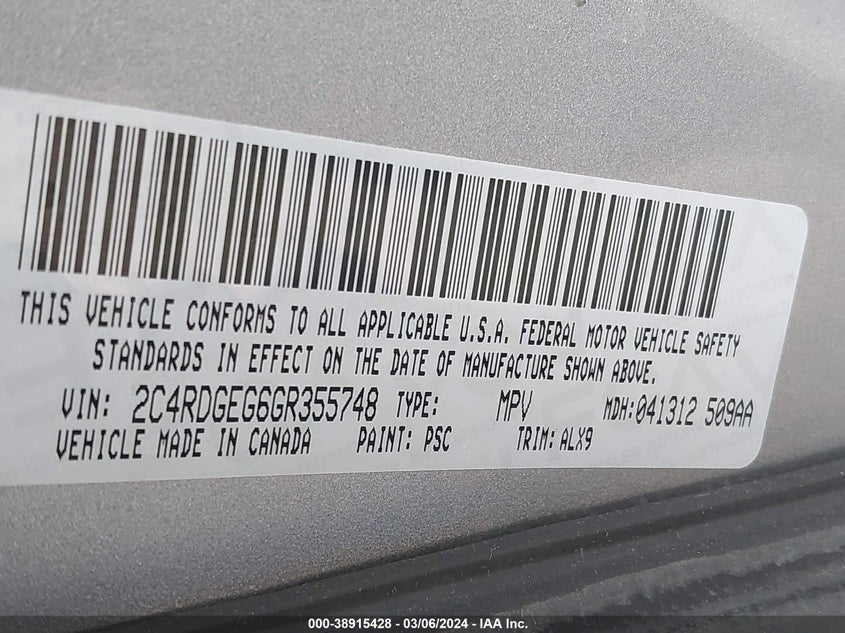 THIS VEHICLE CONFORMS TO ALL APPLICABLE U.S.A. FEDERAL MOTOR VEHICLE SAFETY
STANDARDS IN EFFECT ON THE DATE OF MANUFACTURE SHOWN ABOVE.
VIN: 2C4RDGEG6GR355748 TYPE: MPV MDH: 041312 509AA
VEHICLE MADE IN CANADA PAINT: PSC TRIM: ALX9
000-38915428 - 03/06/2024 - IAA Inc.